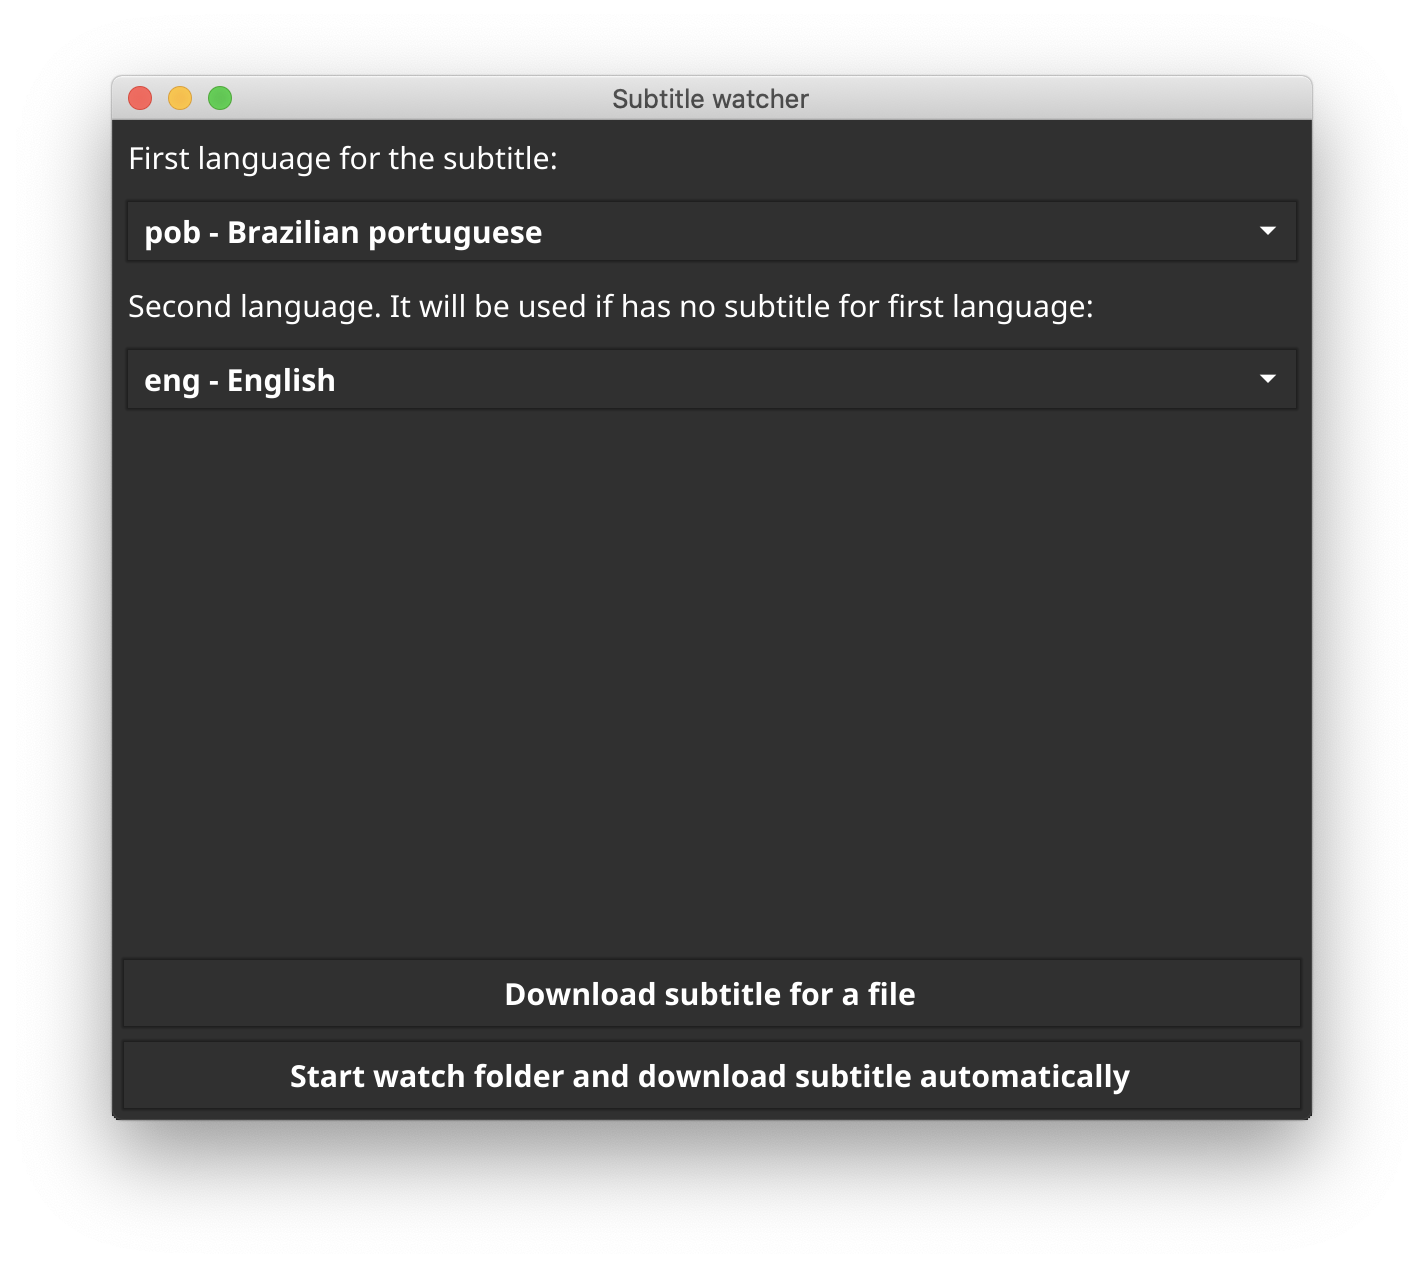 Subtitle watcher
First language for the subtitle:
pob - Brazilian portuguese
Second language. It will be used if has no subtitle for first language:
eng - English
Download subtitle for a file
Start watch folder and download subtitle automatically